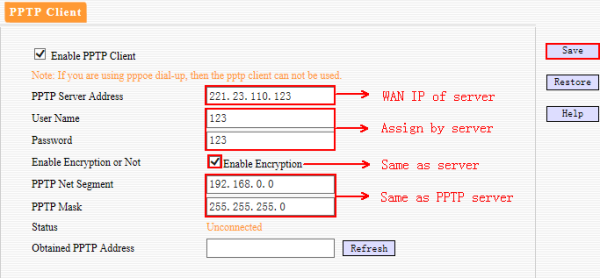 PPTP Client
Enable PPTP Client
Save
Note: If you are using pppoe dial-up, then the pptp client can not be used.
Restore
PPTP Server Address 221.23.110.123 WAN IP of server
User Name 123
Help
Assign by server
Password 123
Enable Encryption or Not Enable Encryption Same as server
PPTP Net Segment 192.168.0.0
Same as PPTP server
PPTP Mask 255.255.255.0
Status Unconnected
Obtained PPTP Address Refresh